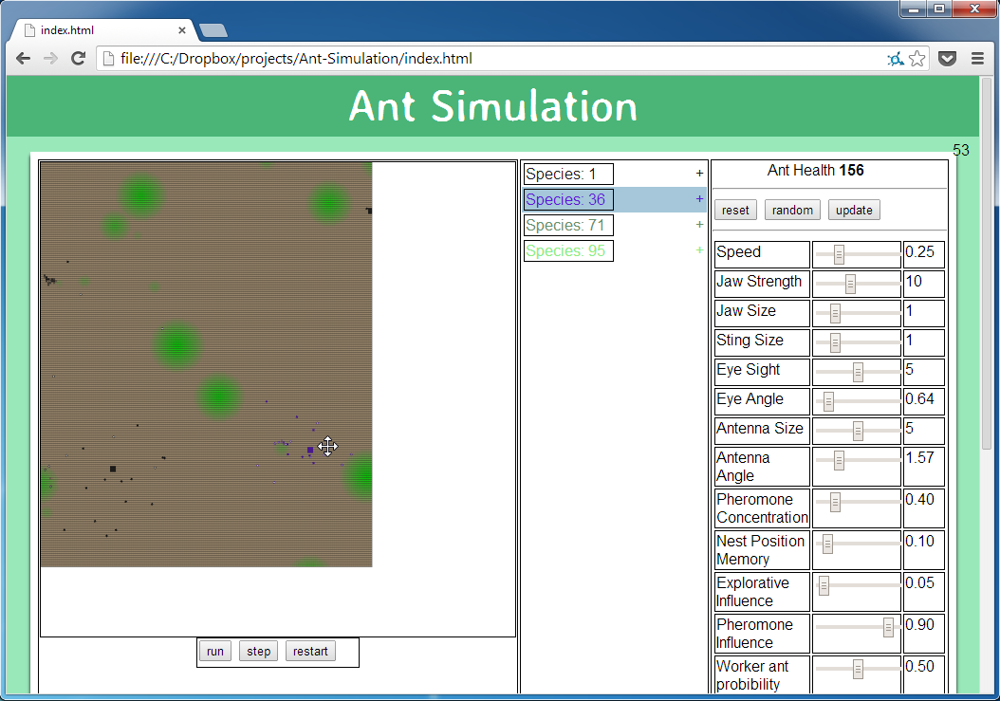 index.html
file:///C:/Dropbox/projects/Ant-Simulation/index.html
Ant Simulation
53
Species: 1 +
Species: 36 +
Species: 71 +
Species: 95 +
run step restart
Ant Health 156
reset random update
Speed 0.25
Jaw Strength 10
Jaw Size 1
Sting Size 1
Eye Sight 5
Eye Angle 0.64
Antenna Size 5
Antenna 1.57
Angle
Pheromone 0.40
Concentration
Nest Position 0.10
Memory
Explorative 0.05
Influence
Pheromone 0.90
Influence
Worker ant 0.50
probibility